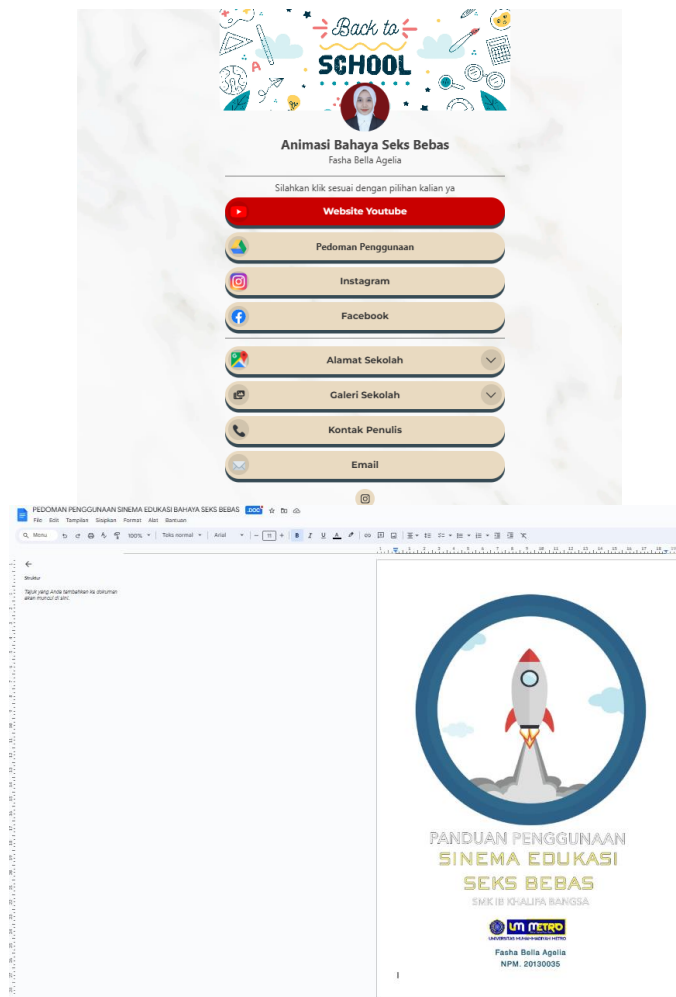 Back to
SCHOOL
A
Animasi Bahaya Seks Bebas
Fasha Bella Agelia
Silahkan klik sesuai dengan pilihan kalian ya
Website Youtube
Pedoman Penggunaan
Instagram
Facebook
Alamat Sekolah
Galeri Sekolah
Kontak Penulis
Email
PEDOMAN PENGGUNAAN SINEMA EDUKASI BAHAYA SEKS BEBAS .DOC
File Edit Tampilan Sisipkan Format Alat Bantuan
Menu 100% Teks normal Arial 11 B I U A
Struktur
Tajuk yang Anda tambahkan ke dokumen
akan muncul di sini.
PANDUAN PENGGUNAAN
SINEMA EDUKASI
SEKS BEBAS
SMK IB KHALIFA BANGSA
UM METRO
UNIVERSITAS MUHAMMADIYAH METRO
Fasha Bella Agelia
NPM. 20130035